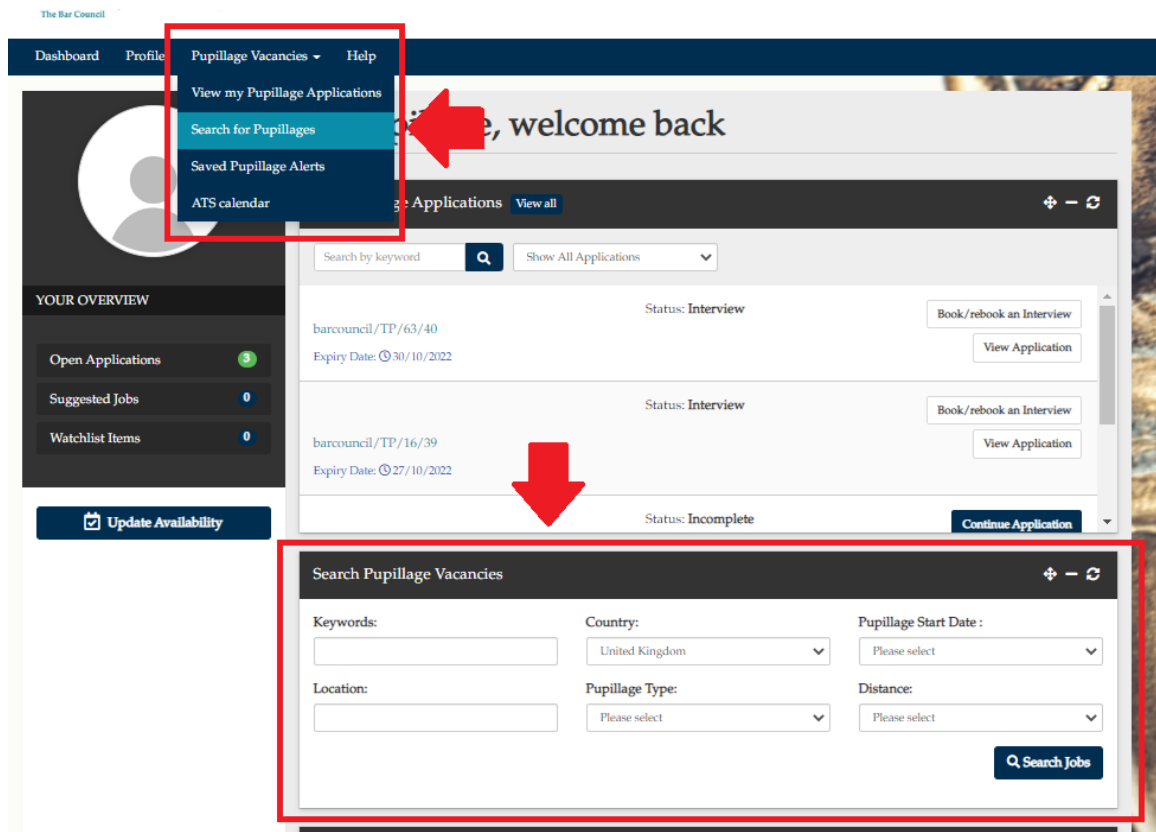 The Bar Council
Dashboard Profile Pupillage Vacancies Help
View my Pupillage Applications
Search for Pupillages
Saved Pupillage Alerts
ATS calendar
welcome back
Applications View all
Search by keyword Show All Applications
YOUR OVERVIEW
Open Applications 3
Suggested Jobs 0
Watchlist Items 0
Update Availability
Status: Interview
barcouncil/TP/63/40
Expiry Date: 30/10/2022
Book/rebook an Interview
View Application
Status: Interview
barcouncil/TP/16/39
Expiry Date: 27/10/2022
Book/rebook an Interview
View Application
Status: Incomplete
Continue Application
Search Pupillage Vacancies
Keywords: Country: Pupillage Start Date :
United Kingdom Please select
Location: Pupillage Type: Distance:
Please select Please select
Search Jobs